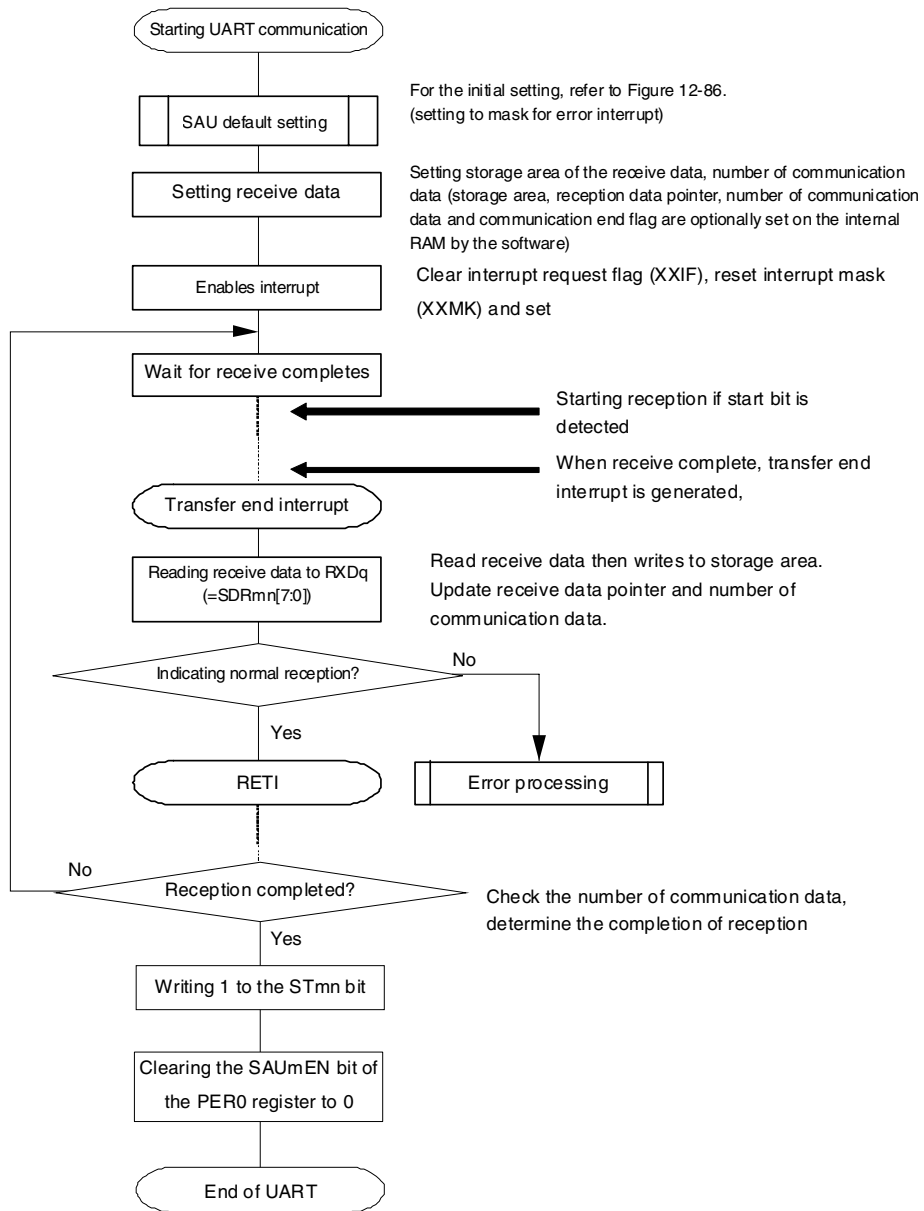 Starting UART communication
For the initial setting, refer to Figure 12-86.
(setting to mask for error interrupt)
SAU default setting
Setting storage area of the receive data, number of communication
data (storage area, reception data pointer, number of communication
data and communication end flag are optionally set on the internal
RAM by the software)
Setting receive data
Clear interrupt request flag (XXIF), reset interrupt mask
(XXMK) and set
Enables interrupt
Wait for receive completes
Starting reception if start bit is
detected
When receive complete, transfer end
interrupt is generated,
Transfer end interrupt
Reading receive data to RXDq
(=SDRmn[7:0])
Read receive data then writes to storage area.
Update receive data pointer and number of
communication data.
Indicating normal reception?
No
Yes
RETI
Error processing
No
Reception completed?
Check the number of communication data,
determine the completion of reception
Yes
Writing 1 to the STmn bit
Clearing the SAUmEN bit of
the PER0 register to 0
End of UART